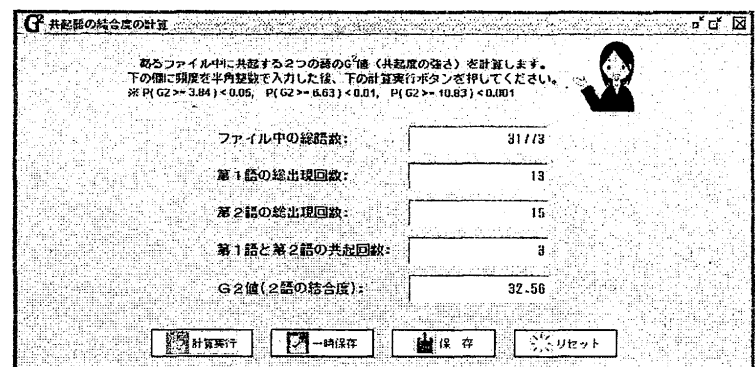 G² 共起語の結合度の計算
あるファイル中に共起する2つの語のG²値(共起度の強さ)を計算します。
下の欄に頻度を半角整数で入力した後、下の計算実行ボタンを押してください。
※ P( G2 >= 3.84 ) < 0.05, P( G2 >= 6.63 ) < 0.01, P( G2 >= 10.83 ) < 0.001
ファイル中の総語数: 31773
第1語の総出現回数: 13
第2語の総出現回数: 15
第1語と第2語の共起回数: 3
G2値(2語の結合度): 32.56
計算実行 一時保存 保 存 リセット